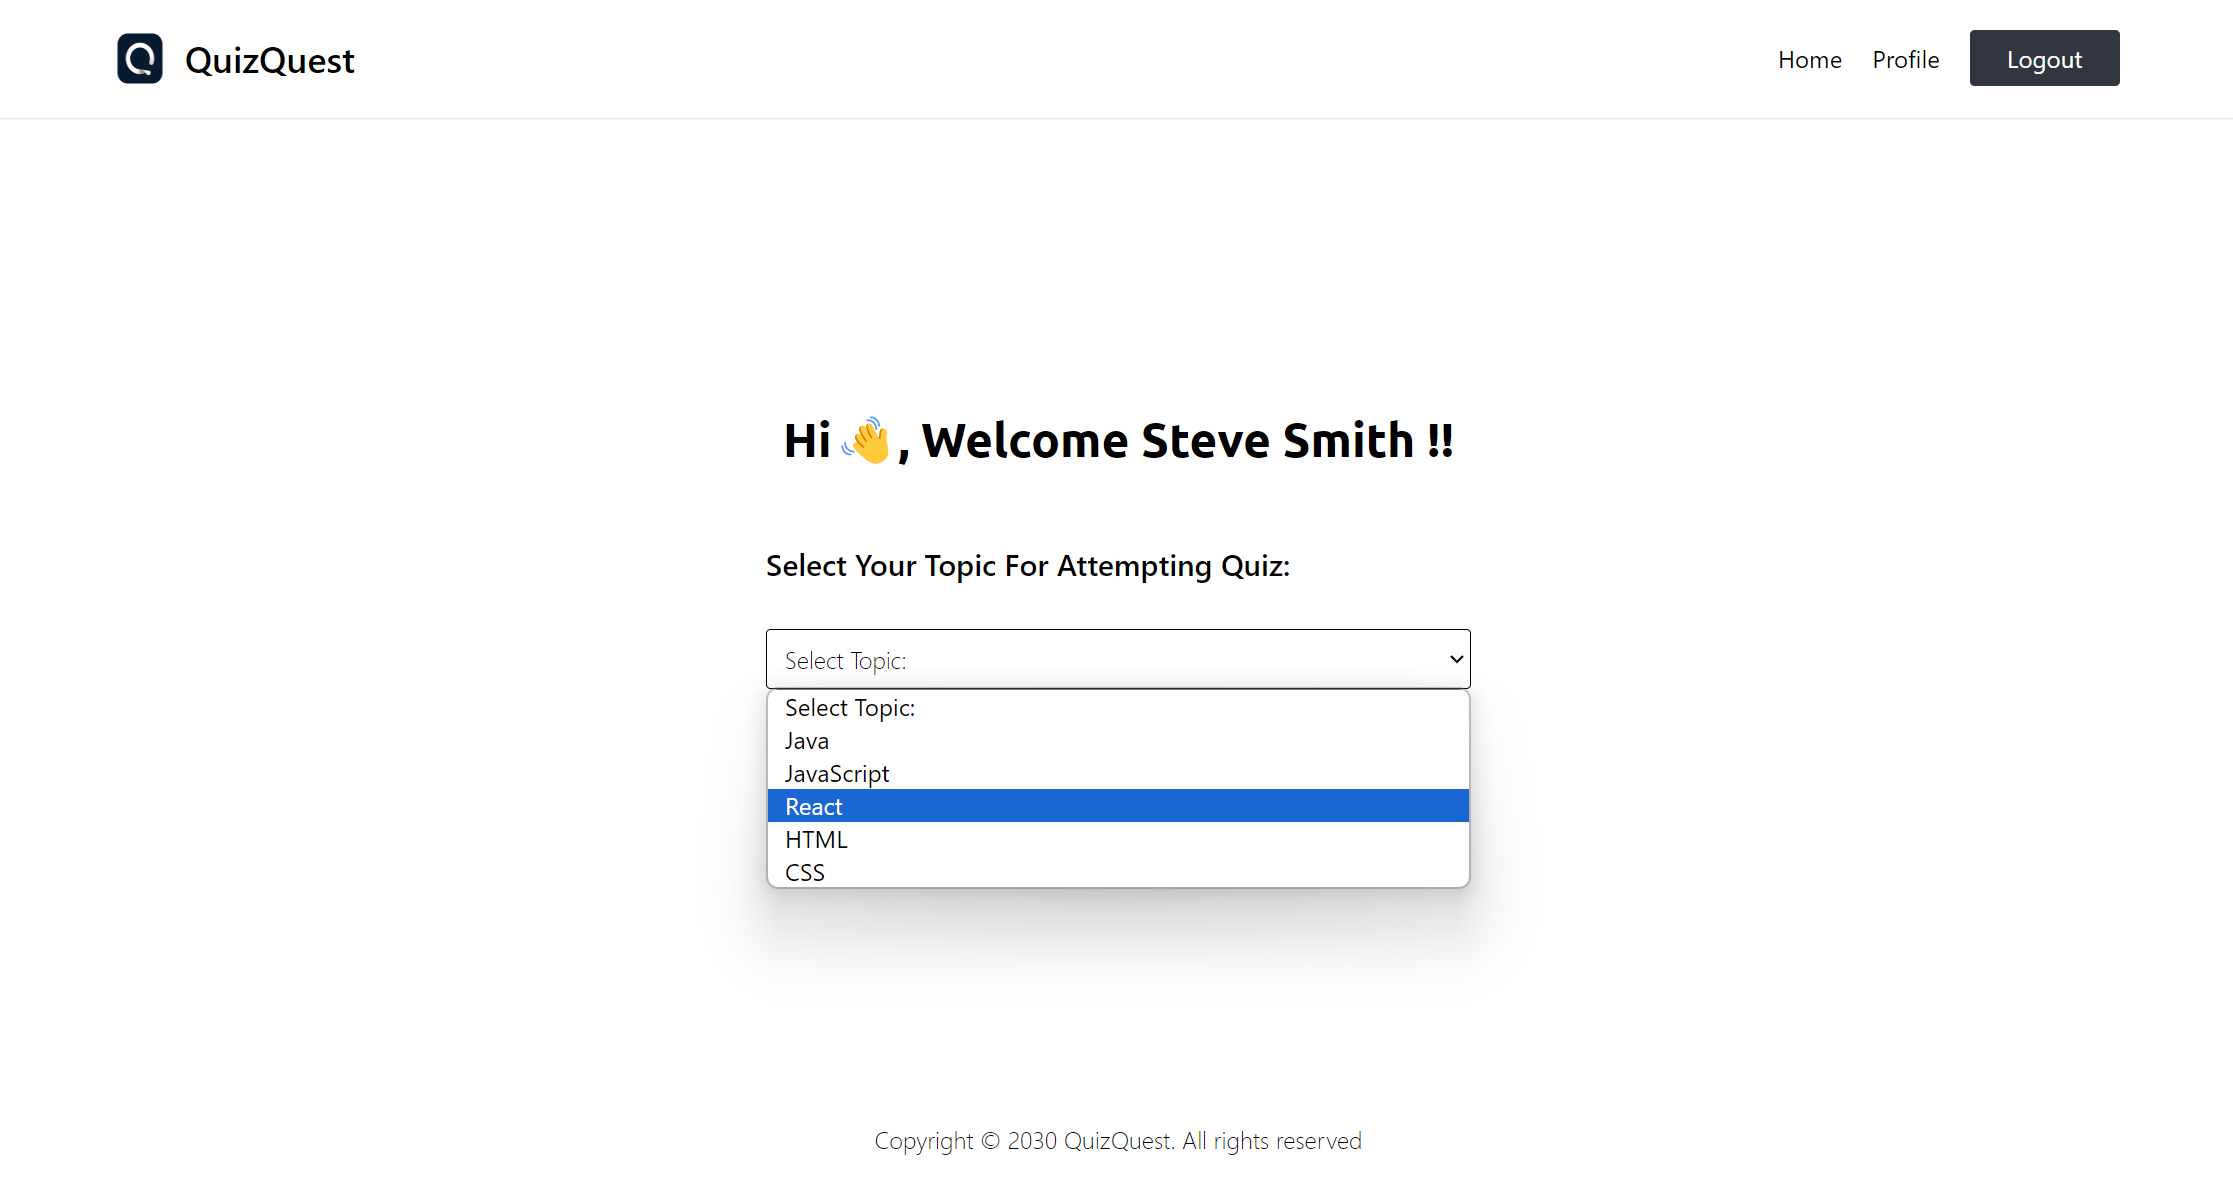 QuizQuest
Home Profile Logout
Hi 👋, Welcome Steve Smith !!
Select Your Topic For Attempting Quiz:
Select Topic:
Select Topic:
Java
JavaScript
React
HTML
CSS
Copyright © 2030 QuizQuest. All rights reserved